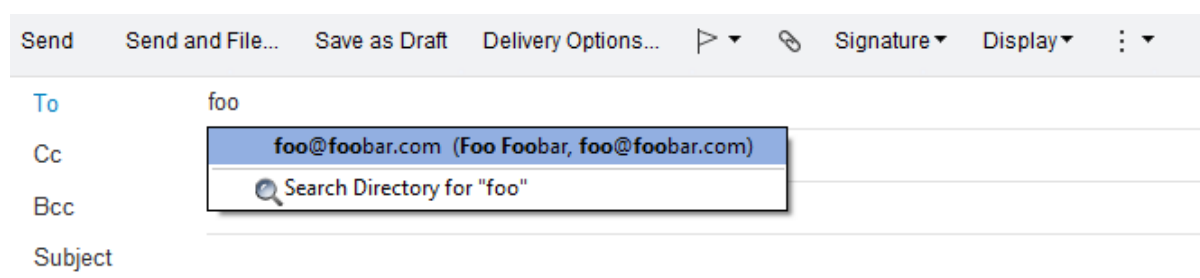 Send Send and File... Save as Draft Delivery Options... Signature Display
To foo
foo@foobar.com (Foo Foobar, foo@foobar.com)
Cc
Search Directory for "foo"
Bcc
Subject